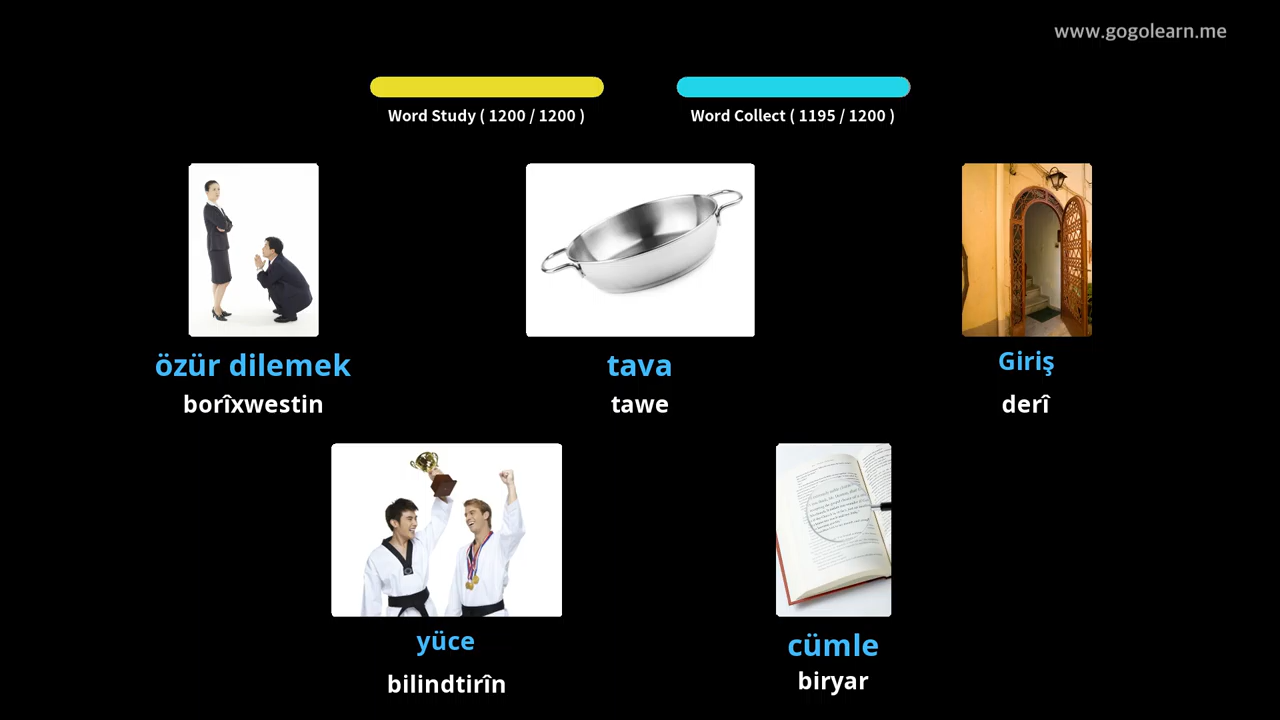 www.gogolearn.me
Word Study ( 1200 / 1200 )
Word Collect ( 1195 / 1200 )
özür dilemek
borîxwestin
tava
tawe
Giriş
derî
yüce
bilindtirîn
cümle
biryar